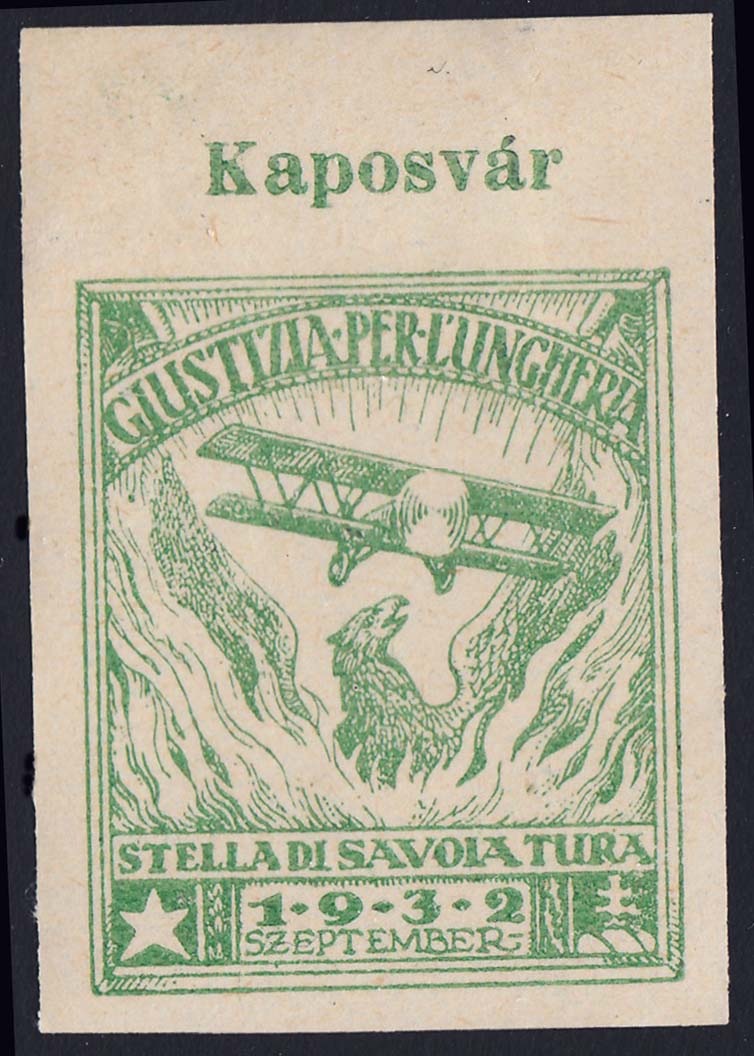 Kaposvár
GIUSTIZIA·PER·L'UNGHERIA
STELLA DI SAVOIA TURA
1·9·3·2
SZEPTEMBER